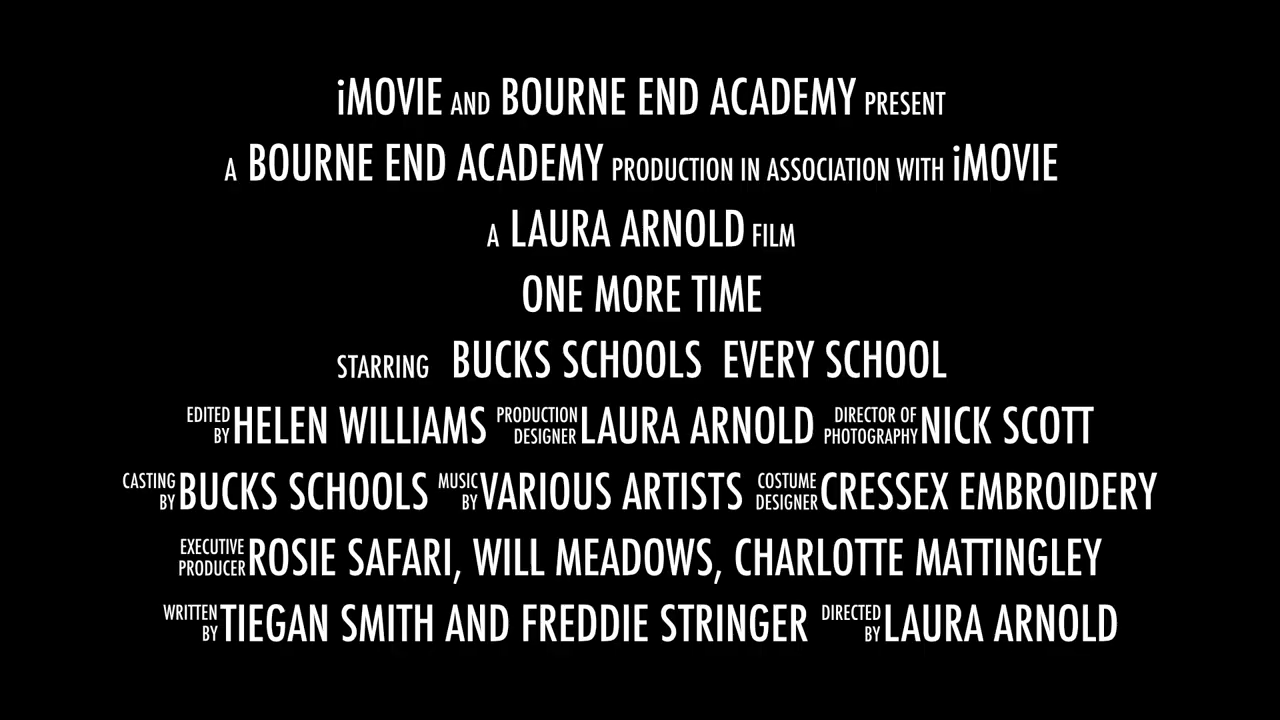 iMOVIE AND BOURNE END ACADEMY PRESENT
A BOURNE END ACADEMY PRODUCTION IN ASSOCIATION WITH iMOVIE
A LAURA ARNOLD FILM
ONE MORE TIME
STARRING BUCKS SCHOOLS EVERY SCHOOL
EDITED BY HELEN WILLIAMS PRODUCTION DESIGNER LAURA ARNOLD DIRECTOR OF PHOTOGRAPHY NICK SCOTT
CASTING BY BUCKS SCHOOLS MUSIC BY VARIOUS ARTISTS COSTUME DESIGNER CRESSEX EMBROIDERY
EXECUTIVE PRODUCER ROSIE SAFARI, WILL MEADOWS, CHARLOTTE MATTINGLEY
WRITTEN BY TIEGAN SMITH AND FREDDIE STRINGER DIRECTED BY LAURA ARNOLD